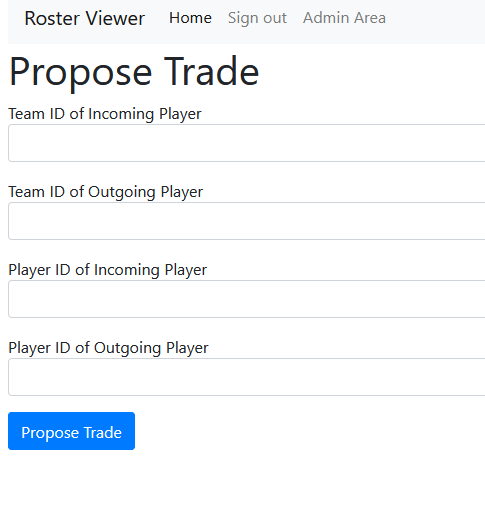 Roster Viewer Home Sign out Admin Area
Propose Trade
Team ID of Incoming Player
Team ID of Outgoing Player
Player ID of Incoming Player
Player ID of Outgoing Player
Propose Trade